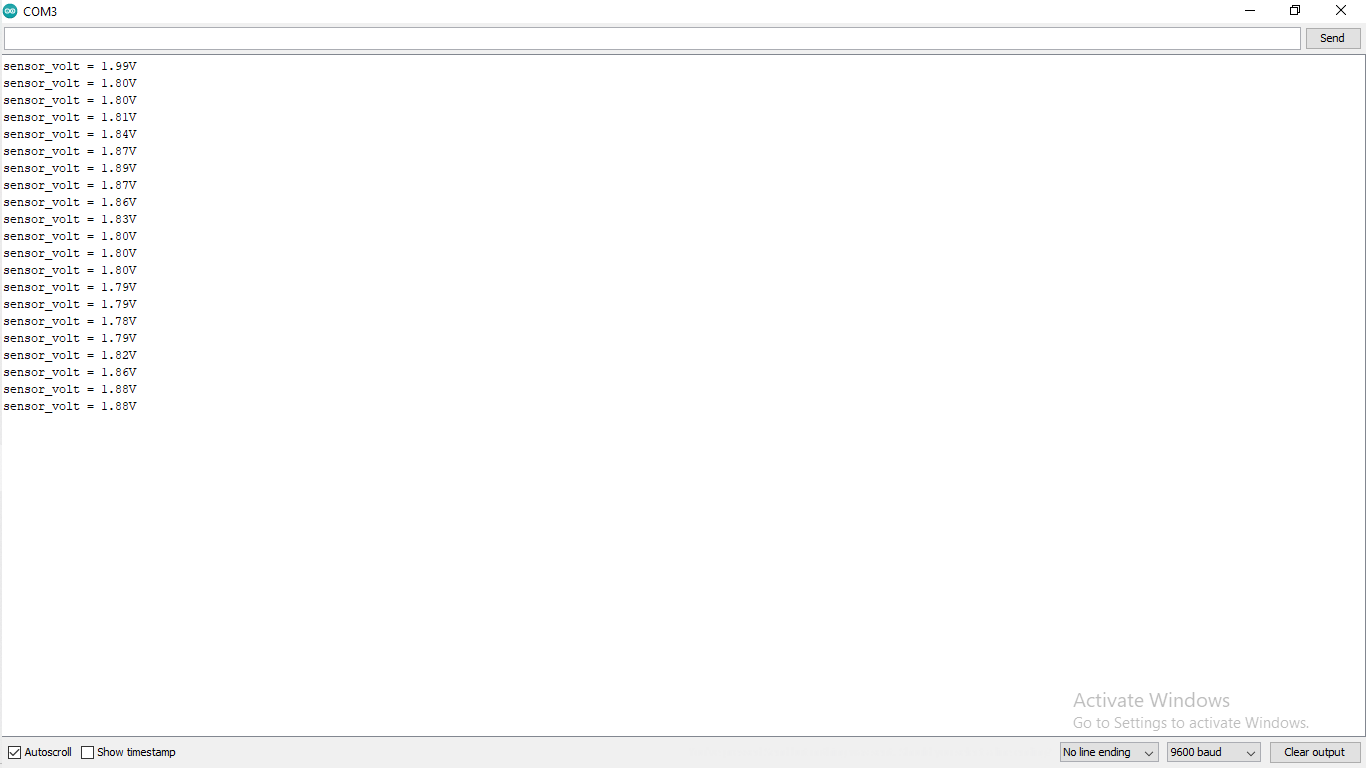 COM3
Send
sensor_volt = 1.99V
sensor_volt = 1.80V
sensor_volt = 1.80V
sensor_volt = 1.81V
sensor_volt = 1.84V
sensor_volt = 1.87V
sensor_volt = 1.89V
sensor_volt = 1.87V
sensor_volt = 1.86V
sensor_volt = 1.83V
sensor_volt = 1.80V
sensor_volt = 1.80V
sensor_volt = 1.80V
sensor_volt = 1.79V
sensor_volt = 1.79V
sensor_volt = 1.78V
sensor_volt = 1.79V
sensor_volt = 1.82V
sensor_volt = 1.86V
sensor_volt = 1.88V
sensor_volt = 1.88V
Activate Windows
Go to Settings to activate Windows.
Autoscroll Show timestamp No line ending 9600 baud Clear output